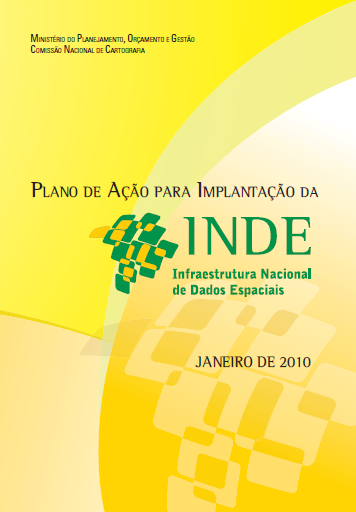 Ministério do Planejamento, Orçamento e Gestão
Comissão Nacional de Cartografia
Plano de Ação para Implantação da
INDE
Infraestrutura Nacional
de Dados Espaciais
JANEIRO DE 2010